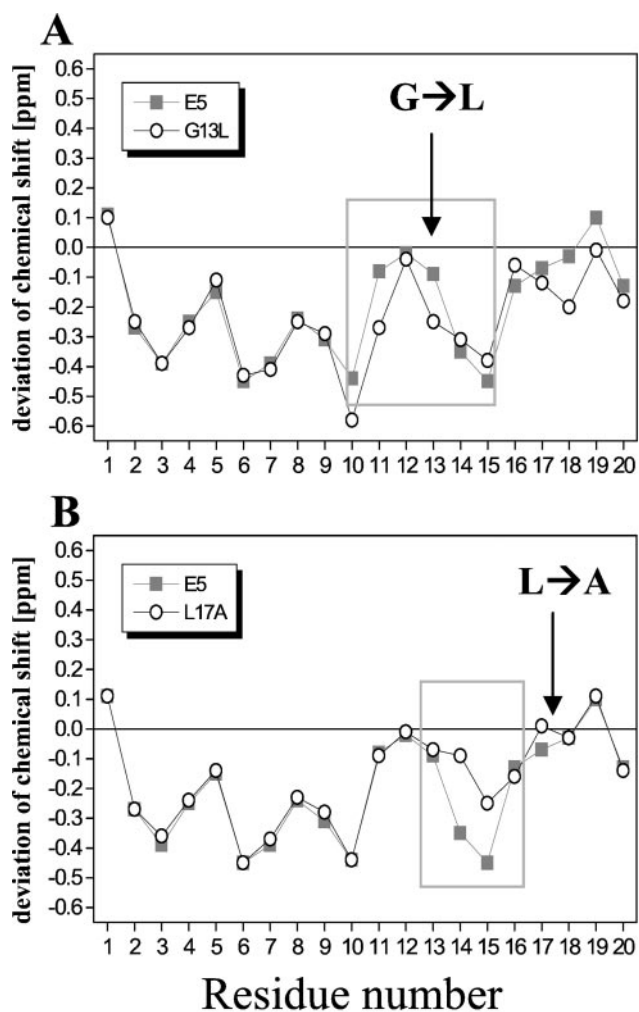 A
deviation of chemical shift [ppm]
0.6
0.5
0.4
0.3
0.2
0.1
0.0
-0.1
-0.2
-0.3
-0.4
-0.5
-0.6
E5
G13L
G→L
1 2 3 4 5 6 7 8 9 10 11 12 13 14 15 16 17 18 19 20
B
deviation of chemical shift [ppm]
0.6
0.5
0.4
0.3
0.2
0.1
0.0
-0.1
-0.2
-0.3
-0.4
-0.5
-0.6
E5
L17A
L→A
1 2 3 4 5 6 7 8 9 10 11 12 13 14 15 16 17 18 19 20
Residue number